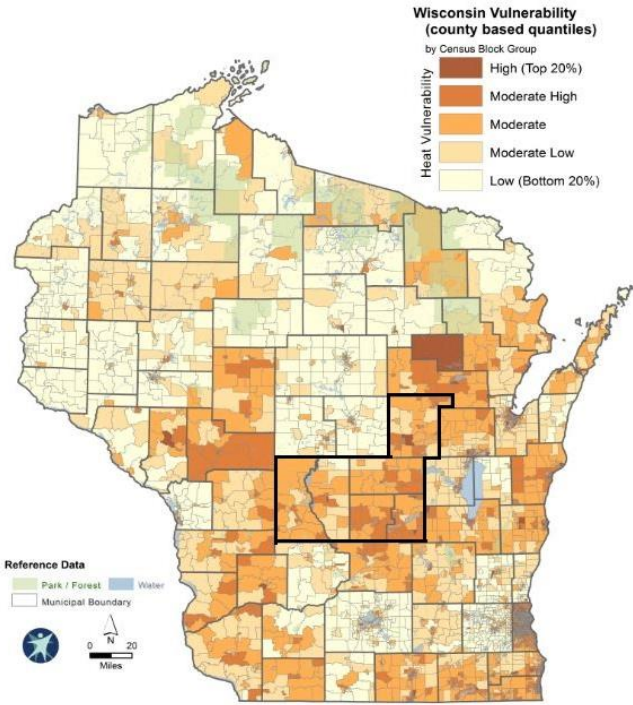 Wisconsin Vulnerability
(county based quantiles)
by Census Block Group
Heat Vulnerability
High (Top 20%)
Moderate High
Moderate
Moderate Low
Low (Bottom 20%)
Reference Data
Park / Forest
Water
Municipal Boundary
N
0 20
Miles